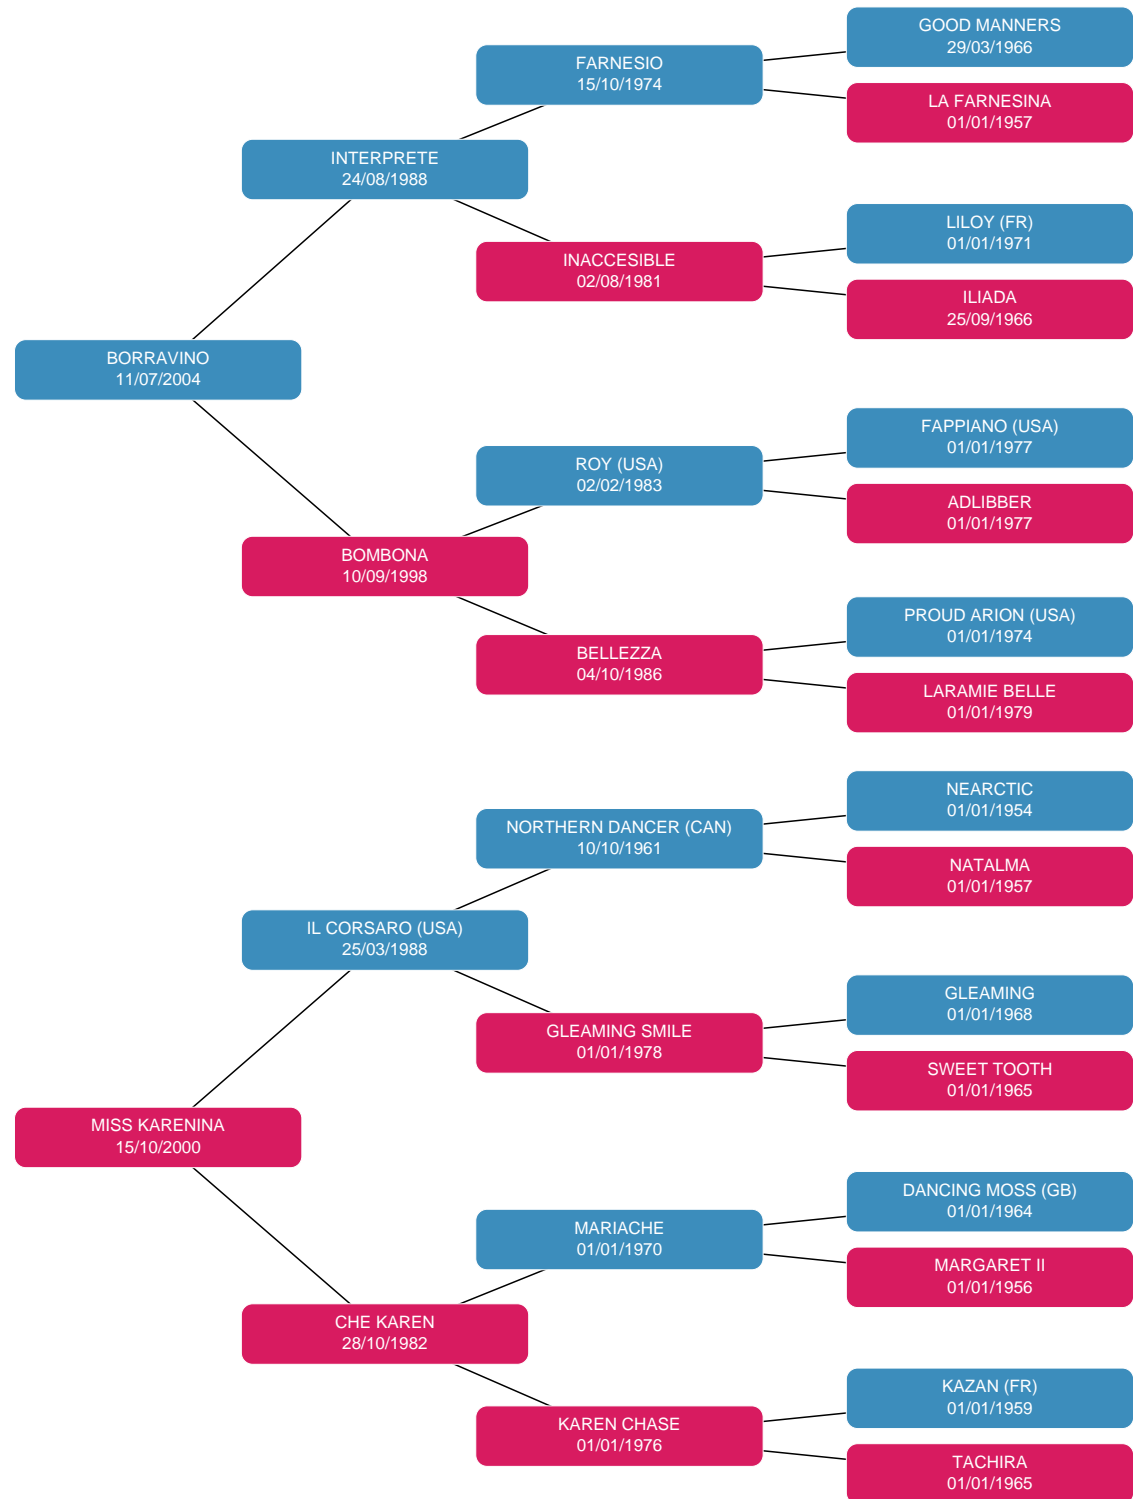 GOOD MANNERS
29/03/1966
FARNESIO
15/10/1974
LA FARNESINA
01/01/1957
INTERPRETE
24/08/1988
LILOY (FR)
01/01/1971
INACCESIBLE
02/08/1981
ILIADA
25/09/1966
BORRAVINO
11/07/2004
FAPPIANO (USA)
01/01/1977
ROY (USA)
02/02/1983
ADLIBBER
01/01/1977
BOMBONA
10/09/1998
PROUD ARION (USA)
01/01/1974
BELLEZZA
04/10/1986
LARAMIE BELLE
01/01/1979
NEARCTIC
01/01/1954
NORTHERN DANCER (CAN)
10/10/1961
NATALMA
01/01/1957
IL CORSARO (USA)
25/03/1988
GLEAMING
01/01/1968
GLEAMING SMILE
01/01/1978
SWEET TOOTH
01/01/1965
MISS KARENINA
15/10/2000
DANCING MOSS (GB)
01/01/1964
MARIACHE
01/01/1970
MARGARET II
01/01/1956
CHE KAREN
28/10/1982
KAZAN (FR)
01/01/1959
KAREN CHASE
01/01/1976
TACHIRA
01/01/1965